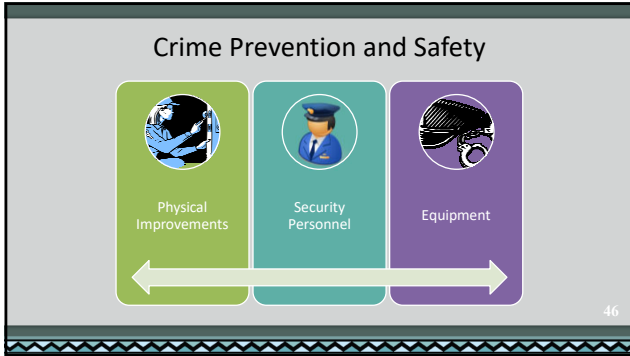 Crime Prevention and Safety
Physical
Improvements
Security
Personnel
Equipment
46